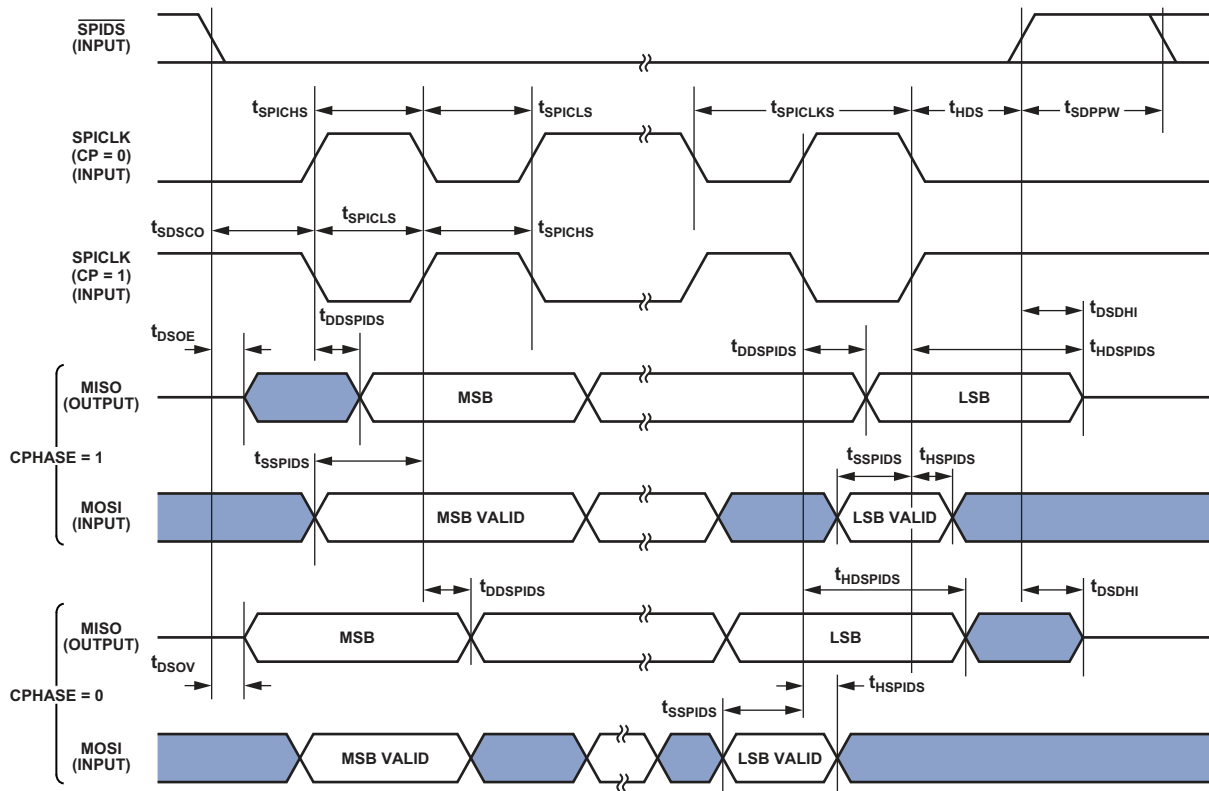 SPIDS
(INPUT)
tSPICHS
tSPICLS
tSPICLKS
tHDS
tSDPPW
SPICLK
(CP = 0)
(INPUT)
tSDSCO
tSPICLS
tSPICHS
SPICLK
(CP = 1)
(INPUT)
tDSOE
tDDSPIDS
tDDSPIDS
tDSDHI
tHDSPIDS
MISO
(OUTPUT)
MSB
LSB
CPHASE = 1
tSSPIDS
tSSPIDS
tHSPIDS
MOSI
(INPUT)
MSB VALID
LSB VALID
tDDSPIDS
tHDSPIDS
tDSDHI
MISO
(OUTPUT)
MSB
LSB
tDSOV
CPHASE = 0
tSSPIDS
tHSPIDS
MOSI
(INPUT)
MSB VALID
LSB VALID